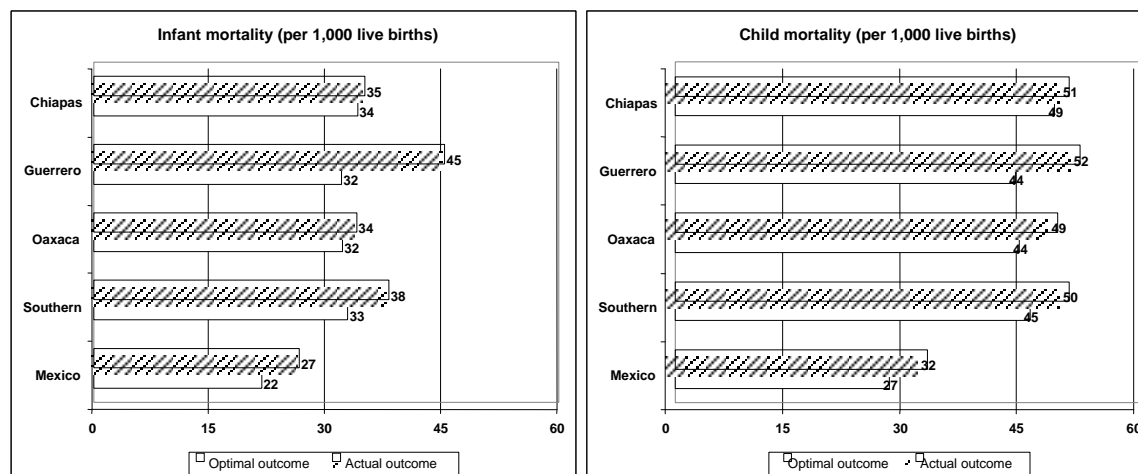 Infant mortality (per 1,000 live births)
Chiapas
35
34
Guerrero
45
32
Oaxaca
34
32
Southern
38
33
Mexico
27
22
0 15 30 45 60
Optimal outcome Actual outcome
Child mortality (per 1,000 live births)
Chiapas
51
49
Guerrero
52
44
Oaxaca
49
44
Southern
50
45
Mexico
32
27
0 15 30 45 60
Optimal outcome Actual outcome